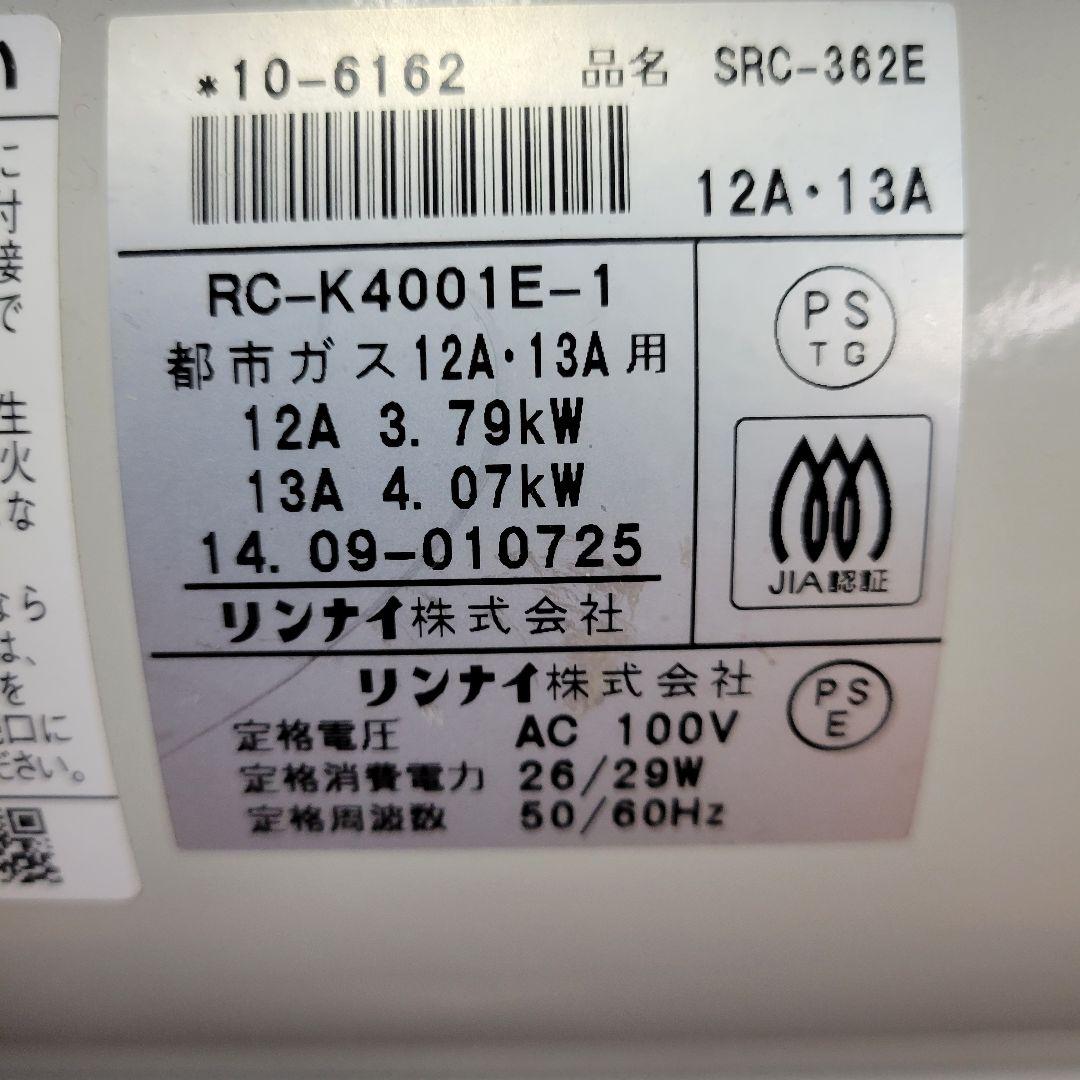 *10-6162
品名 SRC-362E
12A・13A
RC-K4001E-1
都市ガス12A・13A用
12A 3.79kW
13A 4.07kW
14.09-010725
リンナイ株式会社
PS
TG
JIA認証
リンナイ株式会社
PS
E
定格電圧 AC 100V
定格消費電力 26/29W
定格周波数 50/60Hz
に
付
接
で
生
火
な
なら
は、
を
口に
ださい。